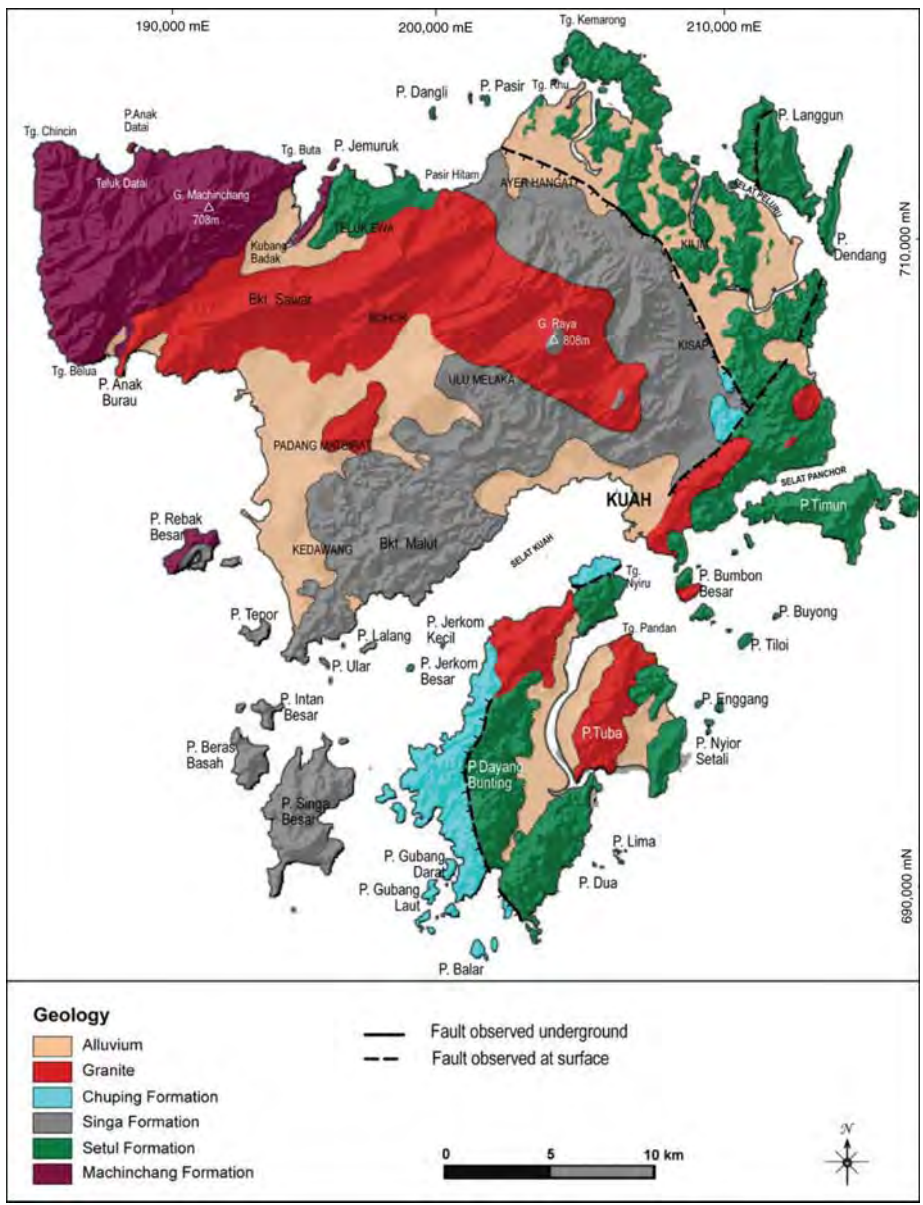 190,000 mE
200,000 mE
210,000 mE
Tg. Kemarong
Tg. Rhu
P. Pasir
P. Dangli
P. Langgun
P.Anak
Datai
Tg. Chincin
Tg. Buta
P. Jemuruk
Pasir Hitam
AYER HANGAT
SELAT PELURU
Teluk Datai
G. Machinchang
708m
TELUK EWA
KILIM
P.
Dendang
710,000 mN
Kubang
Badak
Bkt. Sawar
BOHOR
G. Raya
808m
KISAP
Tg. Belua
P. Anak
Burau
ULU MELAKA
PADANG MATSIRAT
KUAH
SELAT PANCHOR
P.Timun
P. Rebak
Besar
KEDAWANG
Bkt. Malut
SELAT KUAH
Tg.
Nyiru
P. Bumbon
Besar
P. Buyong
P. Tepor
P. Lalang
P. Jerkom
Kecil
Tg. Pandan
P. Tiloi
P. Ular
P. Jerkom
Besar
P. Intan
Besar
P. Enggang
P. Beras
Basah
P.Tuba
P. Nyior
Setali
P.Dayang
Bunting
P. Singa
Besar
P. Lima
P. Gubang
Darat
P. Dua
P. Gubang
Laut
690,000 mN
P. Balar
Geology
Alluvium
Granite
Chuping Formation
Singa Formation
Setul Formation
Machinchang Formation
Fault observed underground
Fault observed at surface
0
5
10 km
N